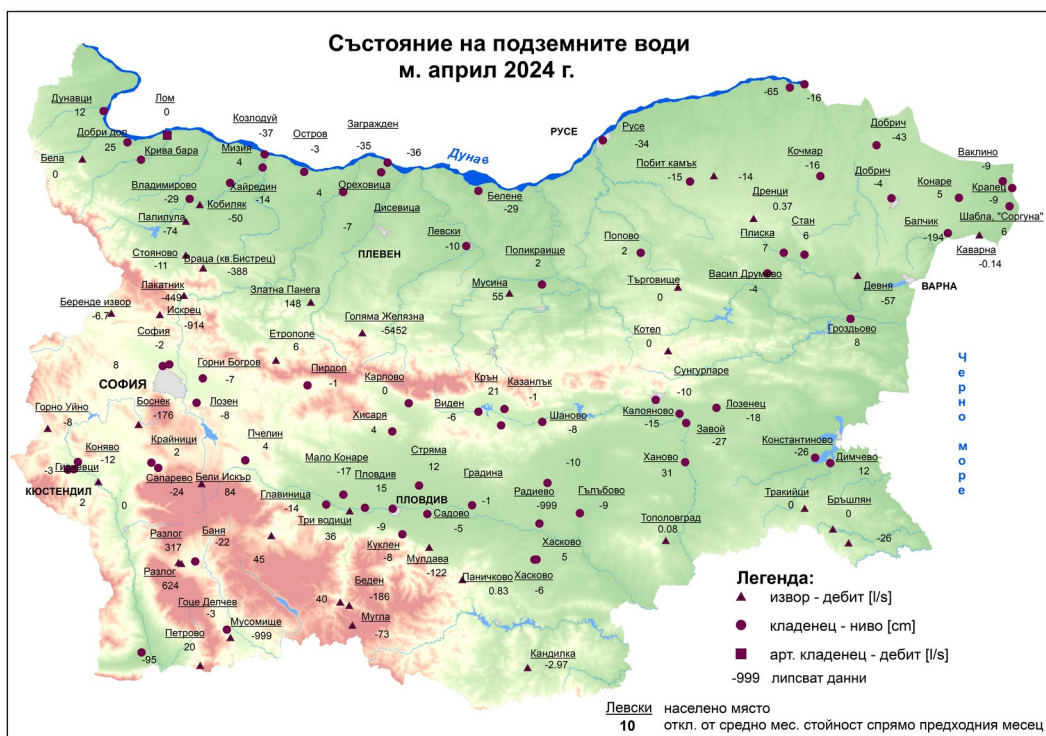 Състояние на подземните води
м. април 2024 г.
Дунавци
12
Лом
0
Козлодуй
-37
Остров
-3
Загражден
-35
-36
Дунав
РУСЕ
Русе
-34
-65
-16
Добрич
-43
Добри дол
25
Крива бара
Мизия
4
Бела
0
Владимирово
-29
Хайредин
-14
Кобиляк
-50
4
Ореховица
Дисевица
-7
Белене
-29
Побит камък
-15
-14
Кочмар
-16
Дренци
0.37
Добрич
-4
Ваклино
-9
Конаре
5
Крапец
-9
Шабла, "Соргуна"
6
Палилула
-74
Стояново
-11
Враца (кв.Бистрец)
-388
ПЛЕВЕН
Левски
-10
Поликраище
2
Попово
2
Стан
6
Плиска
7
Балчик
-194
Каварна
-0.14
Лакатник
-449
Златна Панега
148
Мусина
55
Търговище
0
Васил Друмево
-4
Девня
-57
ВАРНА
Беренде извор
-6.7
Искрец
-914
Голяма Желязна
-5452
Котел
0
Гроздьово
8
София
-2
Етрополе
6
8
СОФИЯ
Горни Богров
-7
Пирдоп
-1
Карлово
0
Крън
21
Казанлък
-1
Сунгурларе
-10
Черно море
Боснек
-176
Лозен
-8
Горно Уйно
-8
Хисаря
4
Виден
-6
Шаново
-8
Калояново
-15
Лозенец
-18
Завой
-27
Крайници
2
Пчелин
4
Коняво
-12
-3
Гирчевци
Мало Конаре
-17
Стряма
12
-10
Ханово
31
Константиново
-26
Димчево
12
КЮСТЕНДИЛ
2
0
Сапарево
-24
Бели Искър
84
Пловдив
15
Градина
-1
Главиница
-14
ПЛОВДИВ
Радиево
-999
Гълъбово
-9
Тракийци
0
Бръшлян
0
-26
Три водици
36
-9
Садово
-5
Тополовград
0.08
Разлог
317
Баня
-22
45
Куклен
-8
Мулдава
-122
Хасково
5
Разлог
624
Паничково
0.83
Хасково
-6
Беден
-186
40
Гоце Делчев
-3
Мусомище
-999
Мугла
-73
Петрово
20
-95
Кандилка
-2.97
Легенда:
извор - дебит [l/s]
кладенец - ниво [cm]
арт. кладенец - дебит [l/s]
-999 липсват данни
Левски населено място
10 откл. от средно мес. стойност спрямо предходния месец